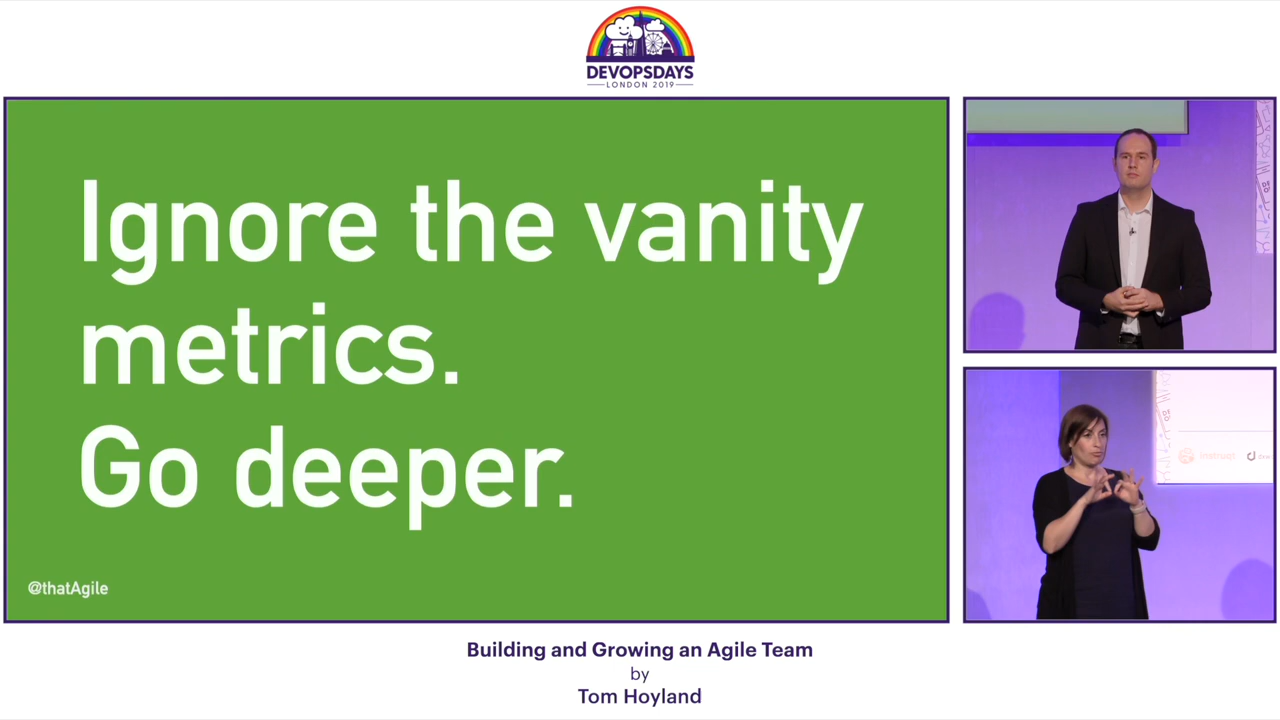 DEVOPSDAYS
LONDON 2019
Ignore the vanity
metrics.
Go deeper.
@thatAgile
instruqt
Building and Growing an Agile Team
by
Tom Hoyland